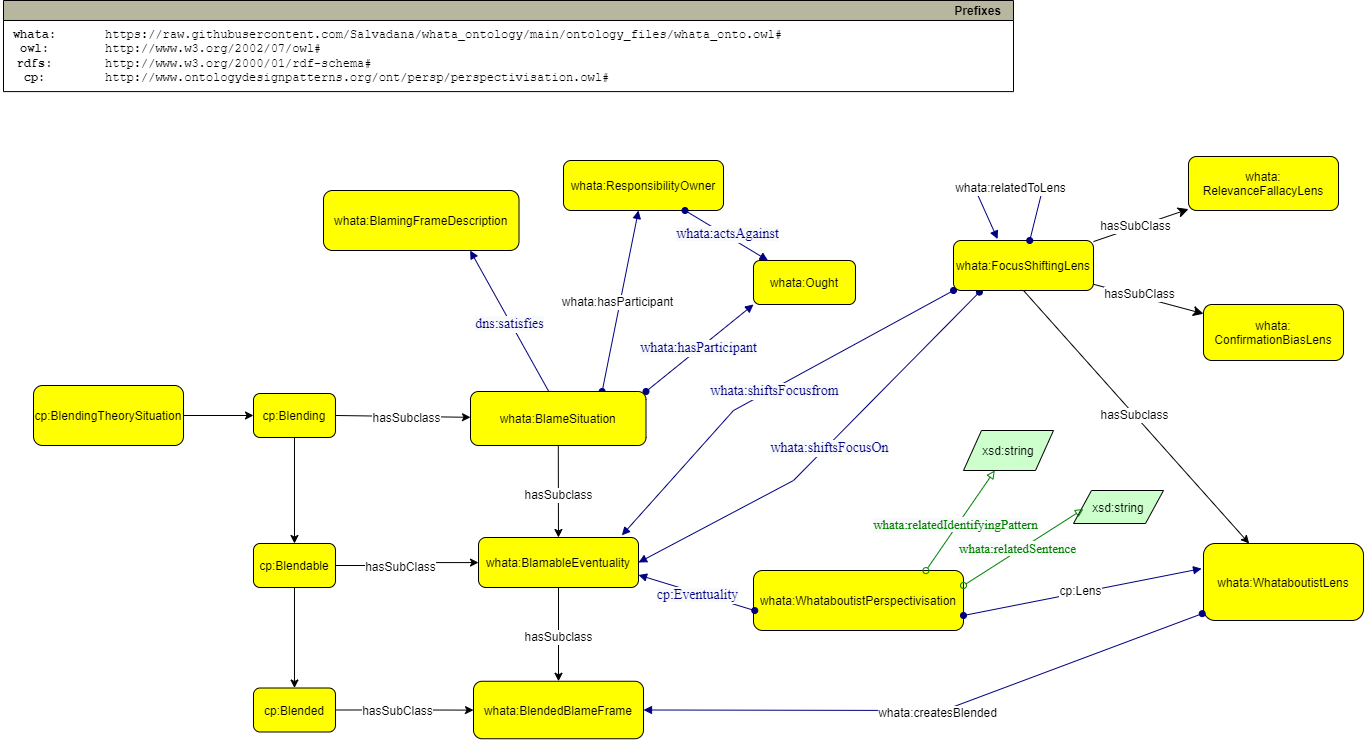 Prefixes
whata: https://raw.githubusercontent.com/Salvadana/whata_ontology/main/ontology_files/whata_onto.owl#
owl: http://www.w3.org/2002/07/owl#
rdfs: http://www.w3.org/2000/01/rdf-schema#
cp: http://www.ontologydesignpatterns.org/ont/persp/perspectivisation.owl#
whata:ResponsibilityOwner
whata:relatedToLens
whata:
RelevanceFallacyLens
whata:BlamingFrameDescription
whata:actsAgainst
hasSubClass
whata:FocusShiftingLens
whata:Ought
hasSubClass
whata:hasParticipant
dns:satisfies
whata:
ConfirmationBiasLens
whata:hasParticipant
whata:shiftsFocusfrom
cp:BlendingTheorySituation
cp:Blending
hasSubclass
whata:BlameSituation
hasSubclass
whata:shiftsFocusOn
xsd:string
hasSubclass
xsd:string
whata:relatedIdentifyingPattern
whata:relatedSentence
cp:Blendable
hasSubClass
whata:BlamableEventuality
cp:Eventuality
whata:WhataboutistPerspectivisation
cp:Lens
whata:WhataboutistLens
hasSubclass
cp:Blended
hasSubClass
whata:BlendedBlameFrame
whata:createsBlended